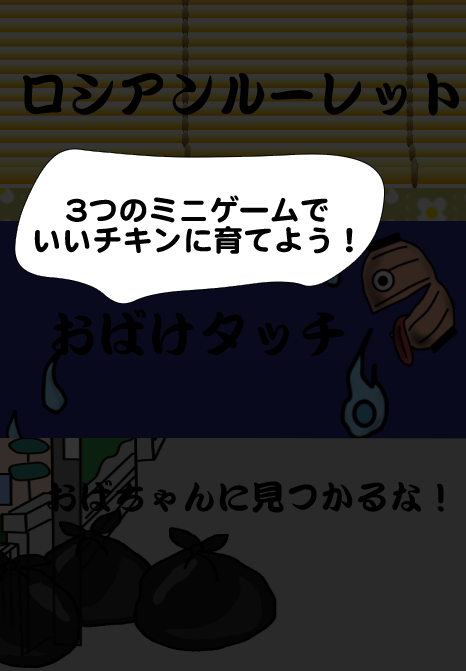 ロシアンルーレット
3つのミニゲームで
いいチキンに育てよう！
おばけタッチ
おばちゃんに見つかるな！